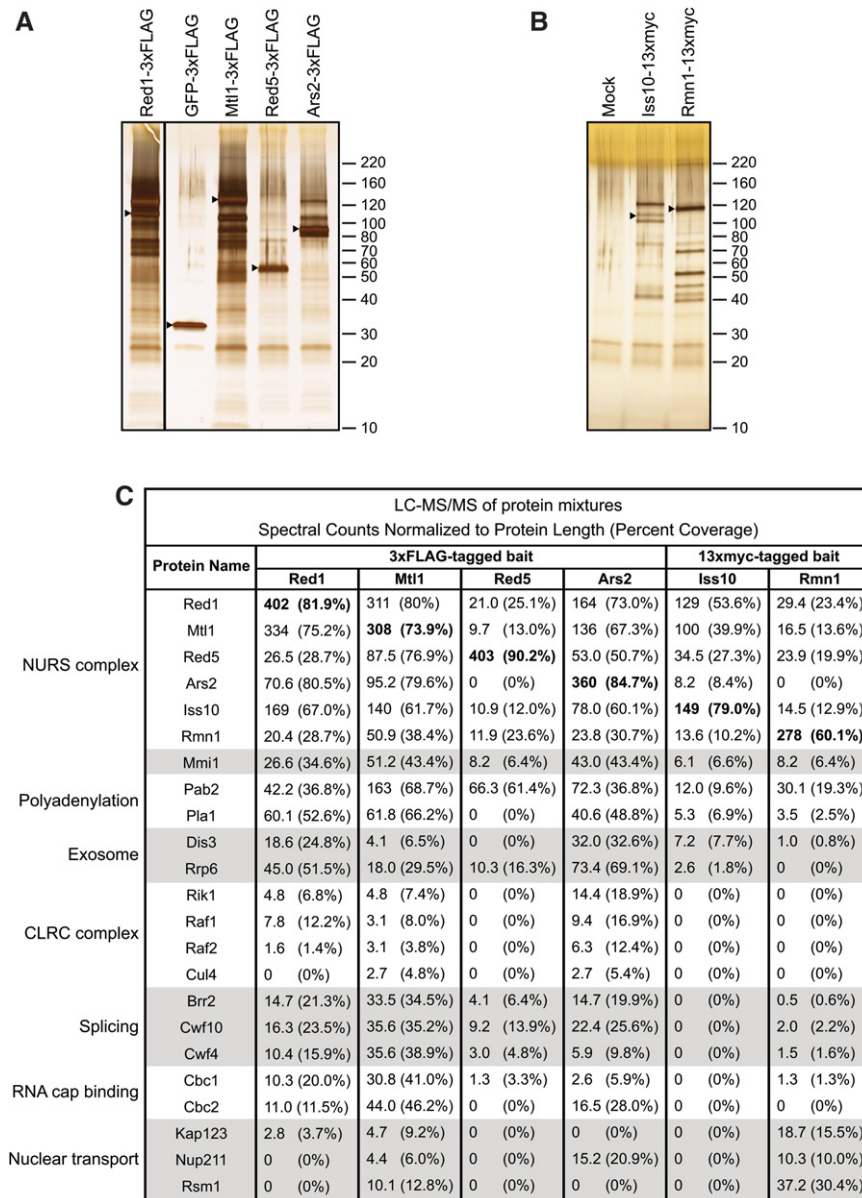 A
B
Red1-3xFLAG
GFP-3xFLAG
Mtl1-3xFLAG
Red5-3xFLAG
Ars2-3xFLAG
220
160
120
100
80
70
60
50
40
30
20
10
Mock
Iss10-13xmyc
Rmn1-13xmyc
220
160
120
100
80
70
60
50
40
30
20
10
C
LC-MS/MS of protein mixtures
Spectral Counts Normalized to Protein Length (Percent Coverage)
Protein Name 3xFLAG-tagged bait 13xmyc-tagged bait
Red1 Mtl1 Red5 Ars2 Iss10 Rmn1
NURS complex
Red1 402 (81.9%) 311 (80%) 21.0 (25.1%) 164 (73.0%) 129 (53.6%) 29.4 (23.4%)
Mtl1 334 (75.2%) 308 (73.9%) 9.7 (13.0%) 136 (67.3%) 100 (39.9%) 16.5 (13.6%)
Red5 26.5 (28.7%) 87.5 (76.9%) 403 (90.2%) 53.0 (50.7%) 34.5 (27.3%) 23.9 (19.9%)
Ars2 70.6 (80.5%) 95.2 (79.6%) 0 (0%) 360 (84.7%) 8.2 (8.4%) 0 (0%)
Iss10 169 (67.0%) 140 (61.7%) 10.9 (12.0%) 78.0 (60.1%) 149 (79.0%) 14.5 (12.9%)
Rmn1 20.4 (28.7%) 50.9 (38.4%) 11.9 (23.6%) 23.8 (30.7%) 13.6 (10.2%) 278 (60.1%)
Mmi1 26.6 (34.6%) 51.2 (43.4%) 8.2 (6.4%) 43.0 (43.4%) 6.1 (6.6%) 8.2 (6.4%)
Polyadenylation
Pab2 42.2 (36.8%) 163 (68.7%) 66.3 (61.4%) 72.3 (36.8%) 12.0 (9.6%) 30.1 (19.3%)
Pla1 60.1 (52.6%) 61.8 (66.2%) 0 (0%) 40.6 (48.8%) 5.3 (6.9%) 3.5 (2.5%)
Exosome
Dis3 18.6 (24.8%) 4.1 (6.5%) 0 (0%) 32.0 (32.6%) 7.2 (7.7%) 1.0 (0.8%)
Rrp6 45.0 (51.5%) 18.0 (29.5%) 10.3 (16.3%) 73.4 (69.1%) 2.6 (1.8%) 0 (0%)
CLRC complex
Rik1 4.8 (6.8%) 4.8 (7.4%) 0 (0%) 14.4 (18.9%) 0 (0%) 0 (0%)
Raf1 7.8 (12.2%) 3.1 (8.0%) 0 (0%) 9.4 (16.9%) 0 (0%) 0 (0%)
Raf2 1.6 (1.4%) 3.1 (3.8%) 0 (0%) 6.3 (12.4%) 0 (0%) 0 (0%)
Cul4 0 (0%) 2.7 (4.8%) 0 (0%) 2.7 (5.4%) 0 (0%) 0 (0%)
Splicing
Brr2 14.7 (21.3%) 33.5 (34.5%) 4.1 (6.4%) 14.7 (19.9%) 0 (0%) 0.5 (0.6%)
Cwf10 16.3 (23.5%) 35.6 (35.2%) 9.2 (13.9%) 22.4 (25.6%) 0 (0%) 2.0 (2.2%)
Cwf4 10.4 (15.9%) 35.6 (38.9%) 3.0 (4.8%) 5.9 (9.8%) 0 (0%) 1.5 (1.6%)
RNA cap binding
Cbc1 10.3 (20.0%) 30.8 (41.0%) 1.3 (3.3%) 2.6 (5.9%) 0 (0%) 1.3 (1.3%)
Cbc2 11.0 (11.5%) 44.0 (46.2%) 0 (0%) 16.5 (28.0%) 0 (0%) 0 (0%)
Nuclear transport
Kap123 2.8 (3.7%) 4.7 (9.2%) 0 (0%) 0 (0%) 0 (0%) 18.7 (15.5%)
Nup211 0 (0%) 4.4 (6.0%) 0 (0%) 15.2 (20.9%) 0 (0%) 10.3 (10.0%)
Rsm1 0 (0%) 10.1 (12.8%) 0 (0%) 0 (0%) 0 (0%) 37.2 (30.4%)